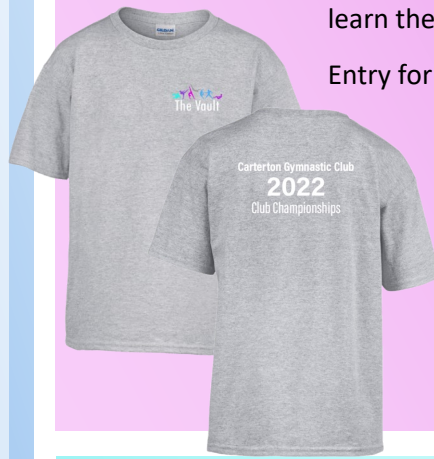 learn the
Entry for
The Vault
Carterton Gymnastic Club
2022
Club Championships